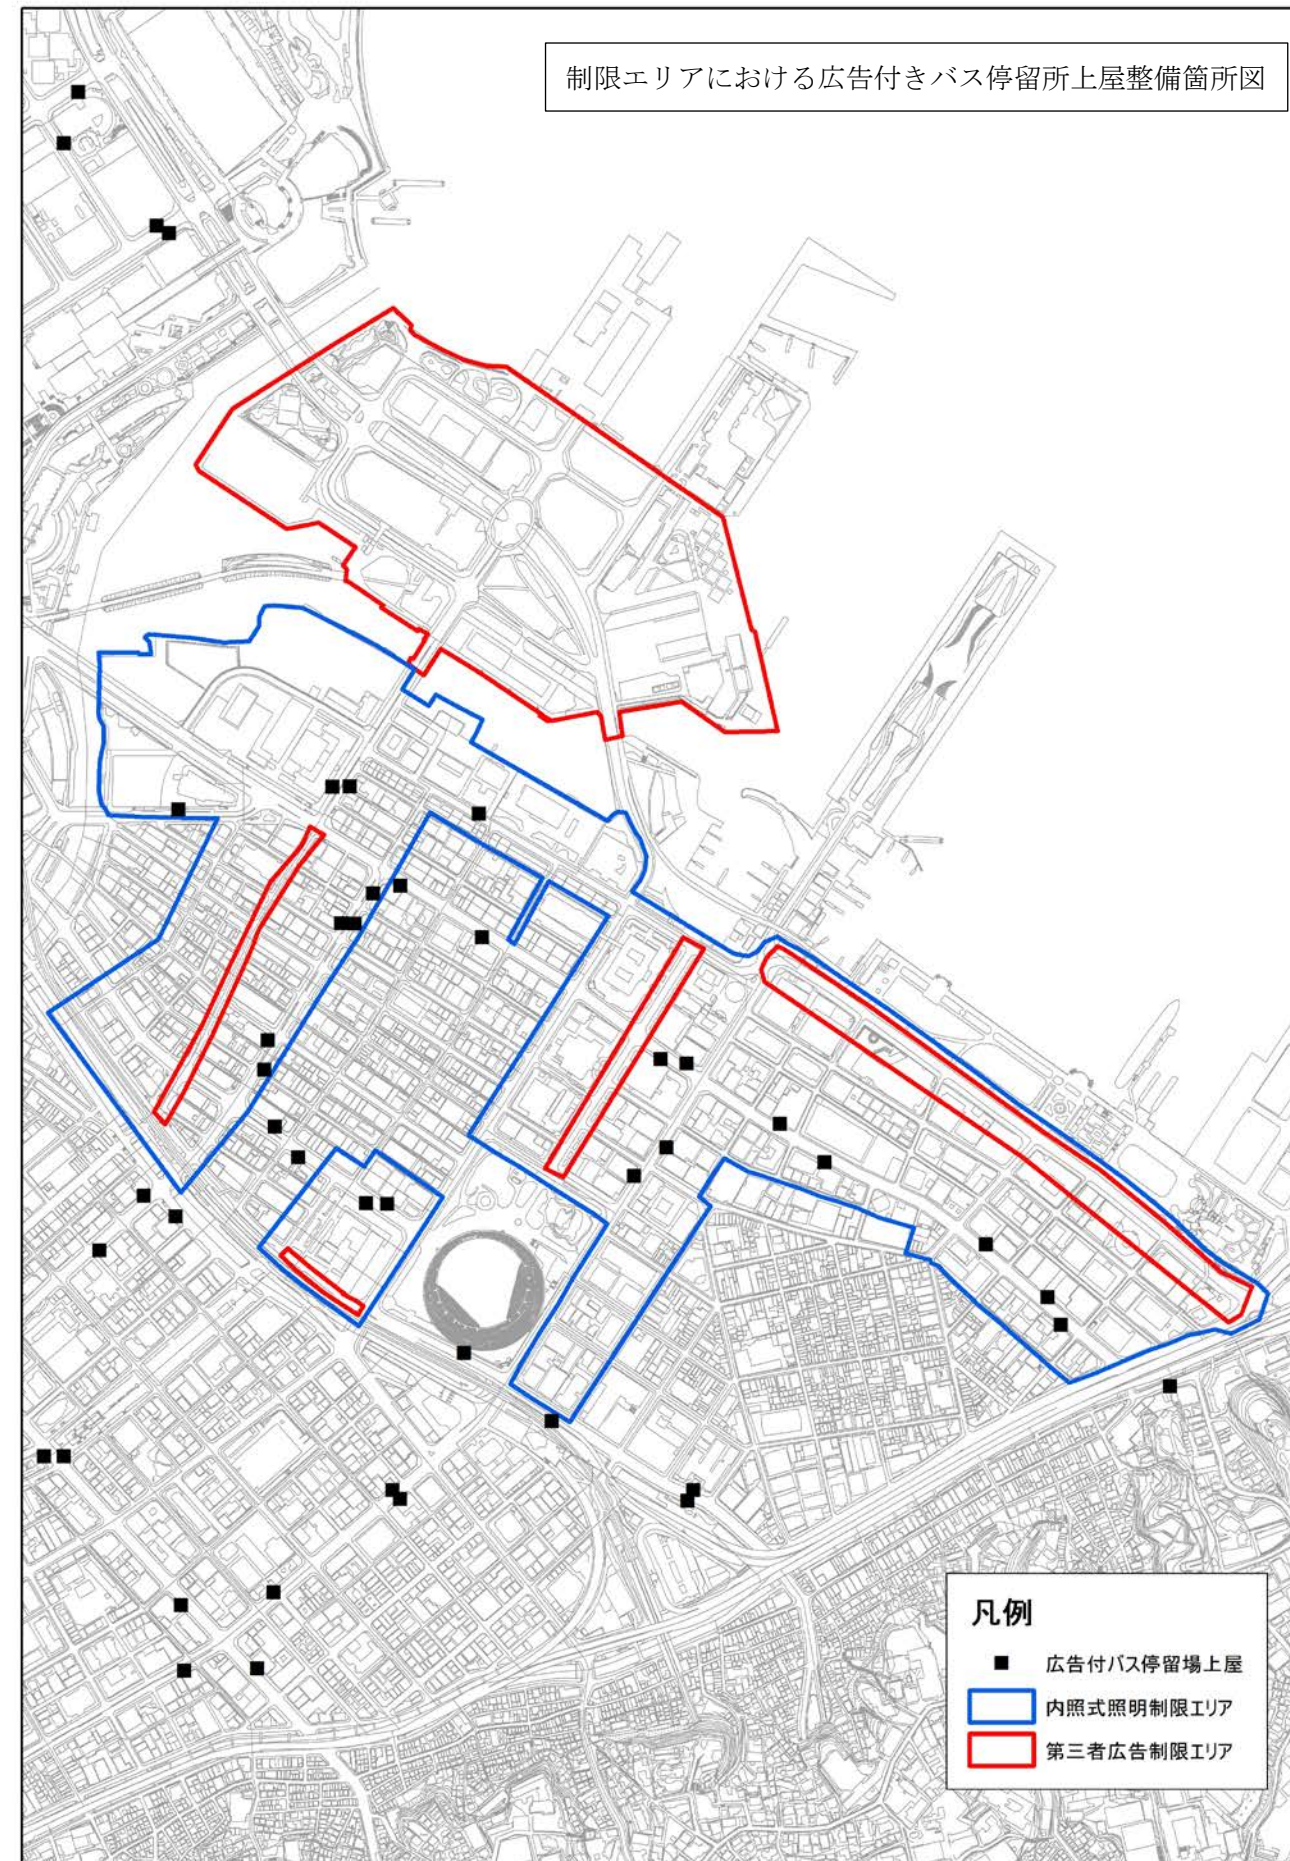 制限エリアにおける広告付きバス停留所上屋整備箇所図
凡例
広告付バス停留場上屋
内照式照明制限エリア
第三者広告制限エリア